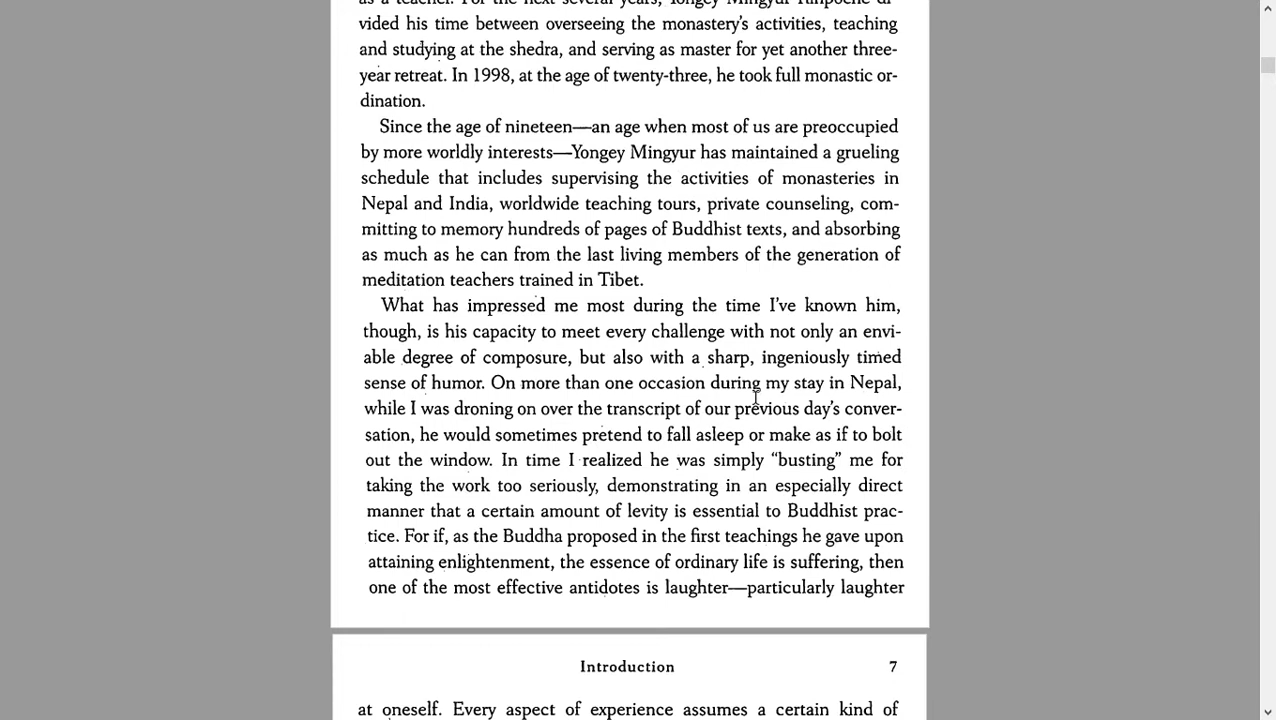 as a teacher. For the next several years, Yongey Mingyur Rinpoche di-
vided his time between overseeing the monastery's activities, teaching
and studying at the shedra, and serving as master for yet another three-
year retreat. In 1998, at the age of twenty-three, he took full monastic or-
dination.
Since the age of nineteen—an age when most of us are preoccupied
by more worldly interests—Yongey Mingyur has maintained a grueling
schedule that includes supervising the activities of monasteries in
Nepal and India, worldwide teaching tours, private counseling, com-
mitting to memory hundreds of pages of Buddhist texts, and absorbing
as much as he can from the last living members of the generation of
meditation teachers trained in Tibet.
What has impressed me most during the time I've known him,
though, is his capacity to meet every challenge with not only an envi-
able degree of composure, but also with a sharp, ingeniously timed
sense of humor. On more than one occasion during my stay in Nepal,
while I was droning on over the transcript of our previous day's conver-
sation, he would sometimes pretend to fall asleep or make as if to bolt
out the window. In time I realized he was simply “busting” me for
taking the work too seriously, demonstrating in an especially direct
manner that a certain amount of levity is essential to Buddhist prac-
tice. For if, as the Buddha proposed in the first teachings he gave upon
attaining enlightenment, the essence of ordinary life is suffering, then
one of the most effective antidotes is laughter—particularly laughter
Introduction 7
at oneself. Every aspect of experience assumes a certain kind of